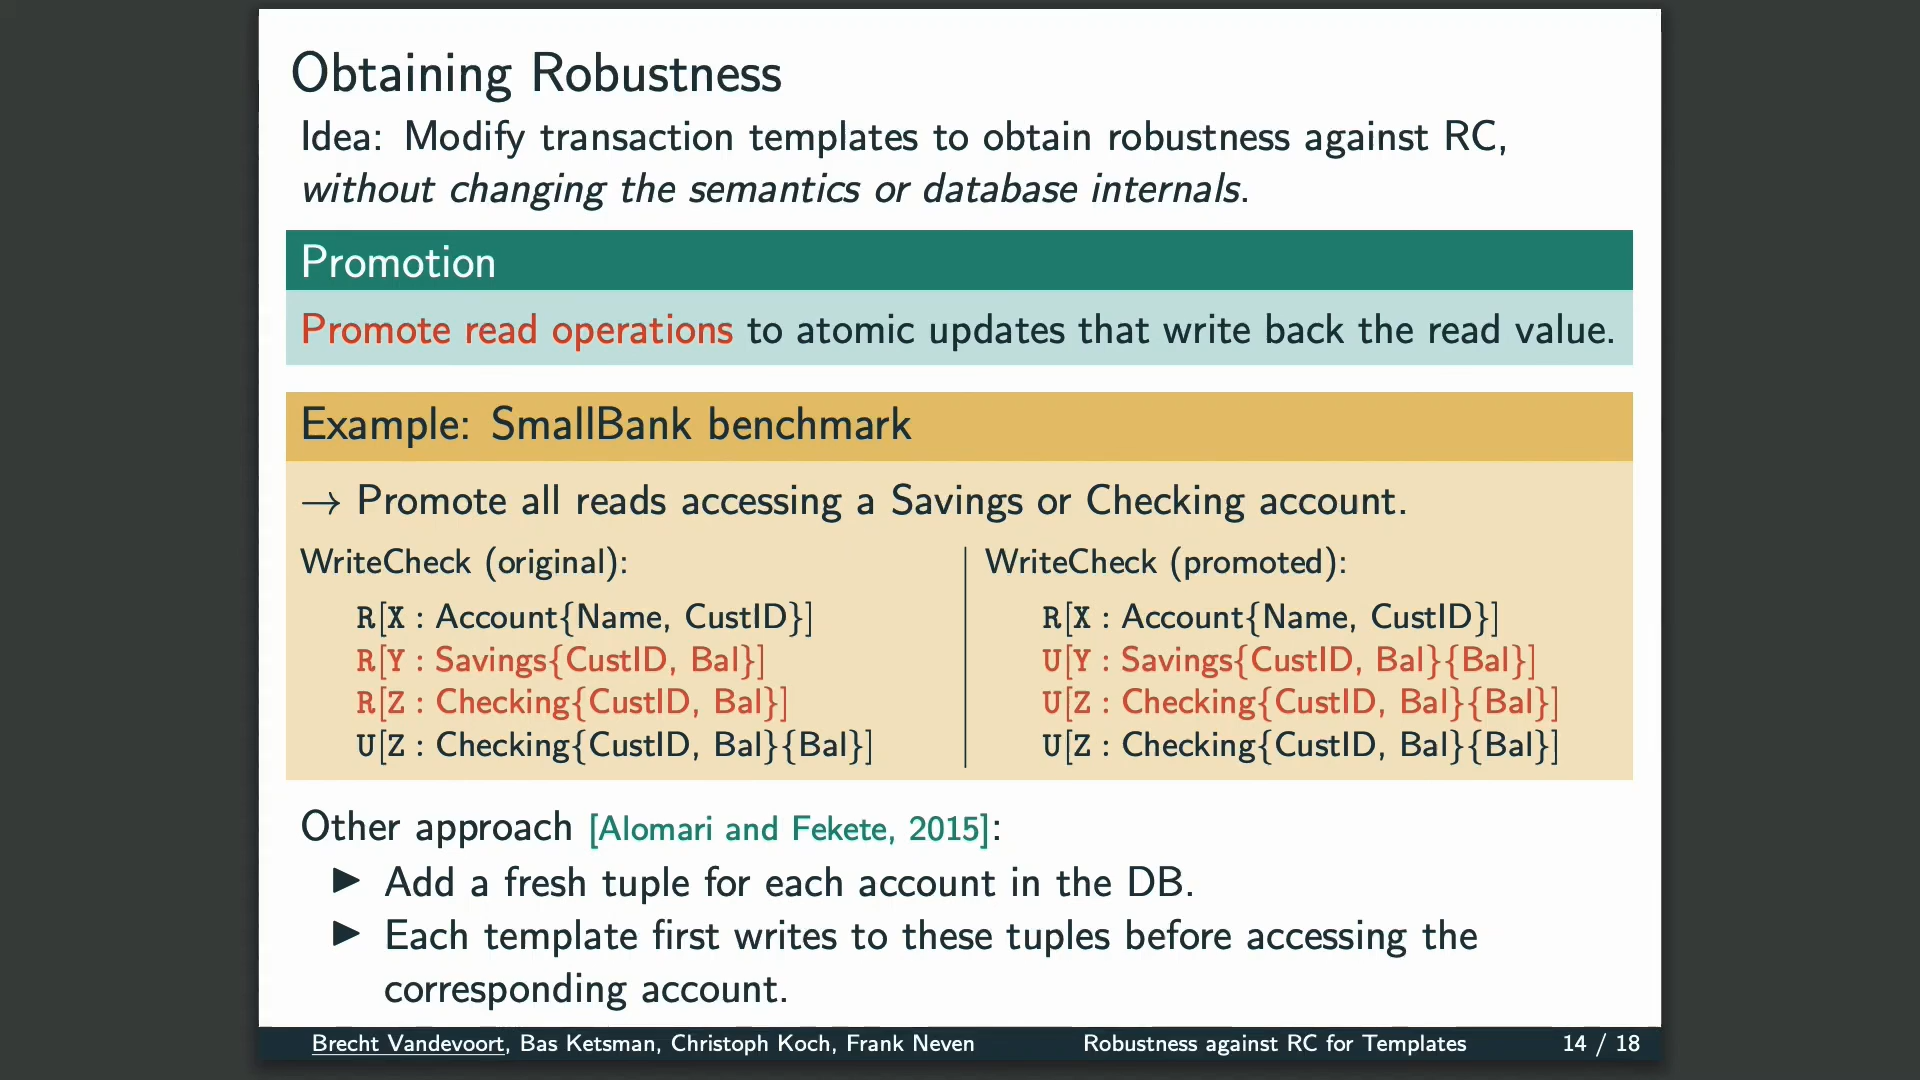 Obtaining Robustness
Idea: Modify transaction templates to obtain robustness against RC,
without changing the semantics or database internals.
Promotion
Promote read operations to atomic updates that write back the read value.
Example: SmallBank benchmark
→ Promote all reads accessing a Savings or Checking account.
WriteCheck (original):
R[X : Account{Name, CustID}]
R[Y : Savings{CustID, Bal}]
R[Z : Checking{CustID, Bal}]
U[Z : Checking{CustID, Bal}{Bal}]
WriteCheck (promoted):
R[X : Account{Name, CustID}]
U[Y : Savings{CustID, Bal}{Bal}]
U[Z : Checking{CustID, Bal}{Bal}]
U[Z : Checking{CustID, Bal}{Bal}]
Other approach [Alomari and Fekete, 2015]:
▶ Add a fresh tuple for each account in the DB.
▶ Each template first writes to these tuples before accessing the
corresponding account.
Brecht Vandevoort, Bas Ketsman, Christoph Koch, Frank Neven Robustness against RC for Templates 14 / 18